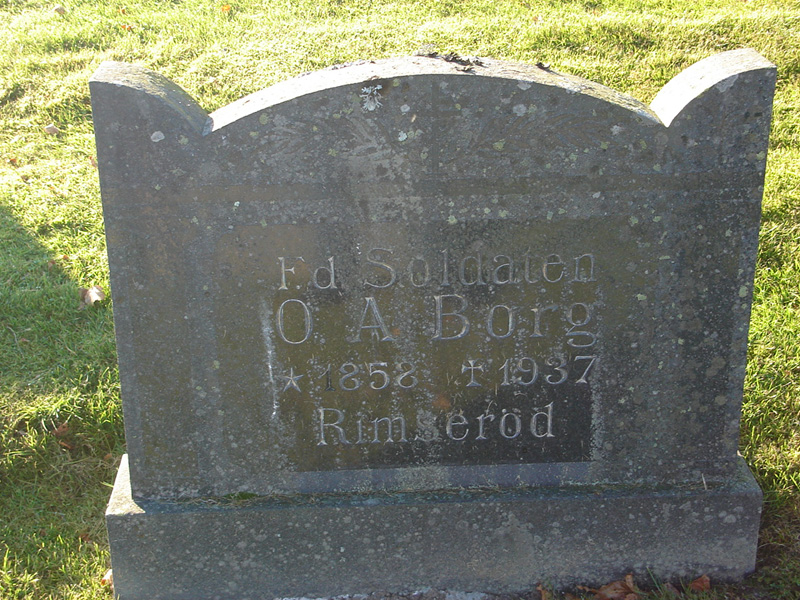 F.d. Soldaten
O. A. Borg
★ 1858 ✝ 1937
Rimseröd